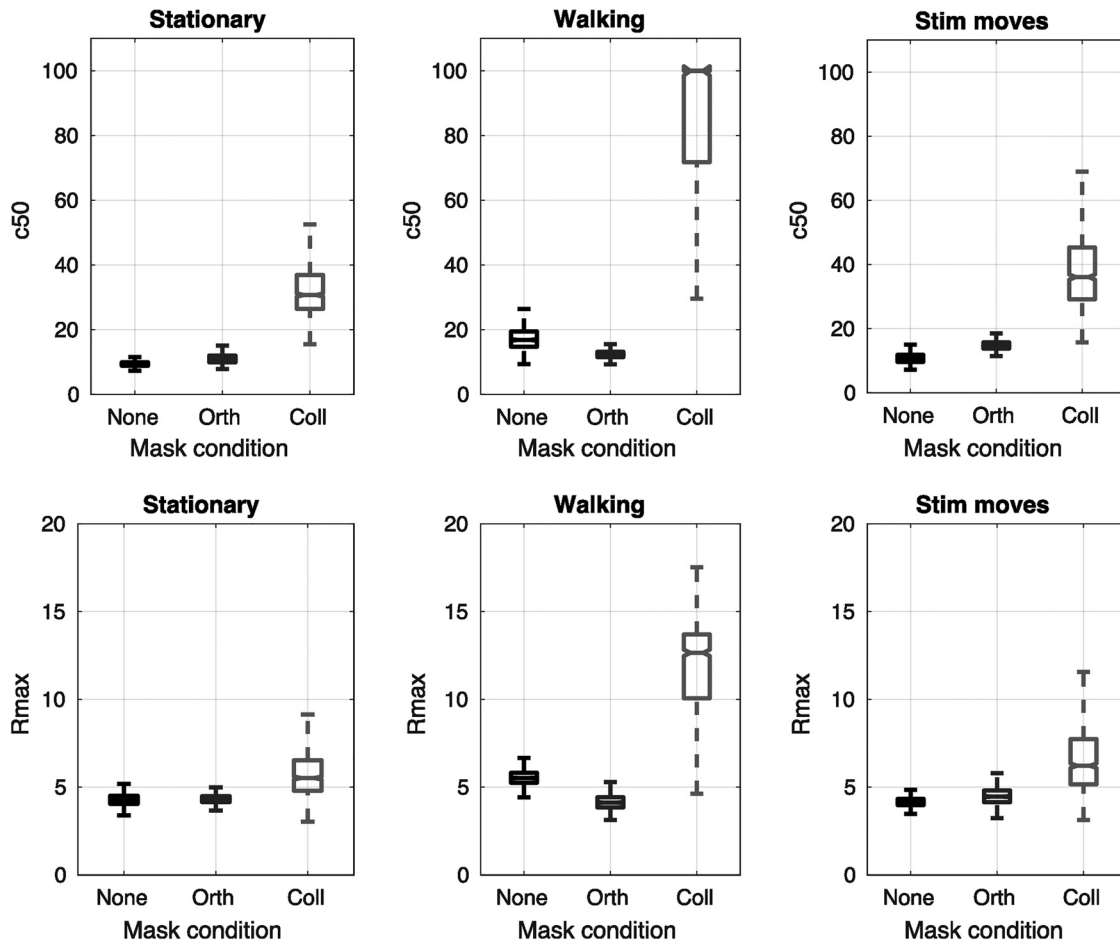 Stationary
100
80
60
40
20
0
c50
None Orth Coll
Mask condition
Walking
100
80
60
40
20
0
c50
None Orth Coll
Mask condition
Stim moves
100
80
60
40
20
0
c50
None Orth Coll
Mask condition
Stationary
20
15
10
5
0
Rmax
None Orth Coll
Mask condition
Walking
20
15
10
5
0
Rmax
None Orth Coll
Mask condition
Stim moves
20
15
10
5
0
Rmax
None Orth Coll
Mask condition